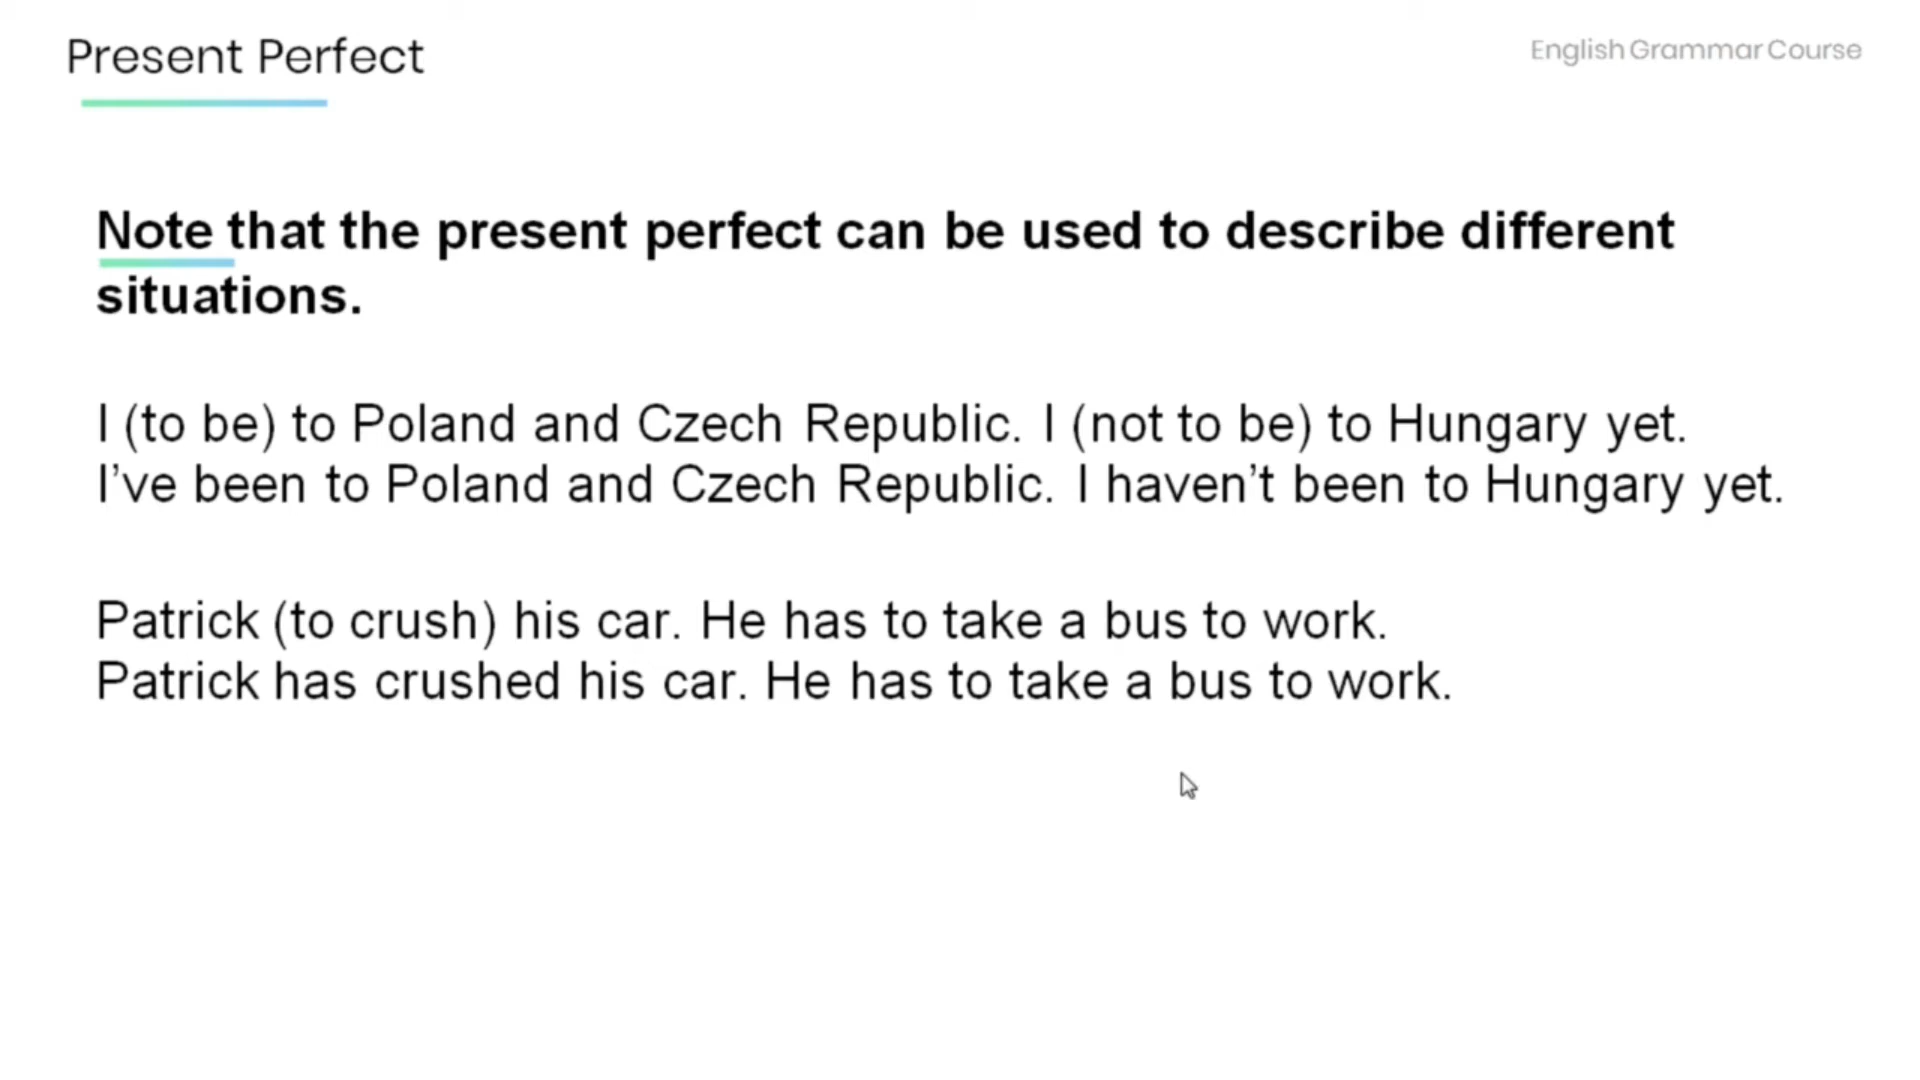 Present Perfect
English Grammar Course
Note that the present perfect can be used to describe different
situations.
I (to be) to Poland and Czech Republic. I (not to be) to Hungary yet.
I’ve been to Poland and Czech Republic. I haven’t been to Hungary yet.
Patrick (to crush) his car. He has to take a bus to work.
Patrick has crushed his car. He has to take a bus to work.